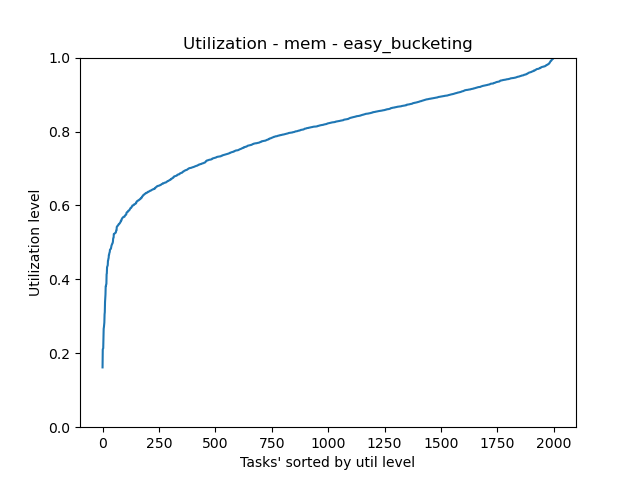 Utilization - mem - easy_bucketing
1.0
0.8
0.6
0.4
0.2
0.0
Utilization level
0 250 500 750 1000 1250 1500 1750 2000
Tasks' sorted by util level